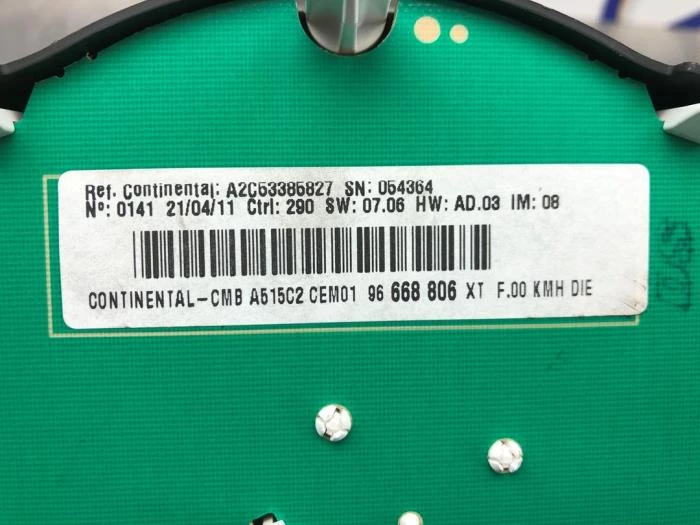 Ref. Continental: A2C53385827 SN: 054364
Nº: 0141 21/04/11 Ctrl: 290 SW: 07.06 HW: AD.03 IM: 08
CONTINENTAL-CMB A515C2 CEM01 96 668 806 XT F.00 KMH DIE